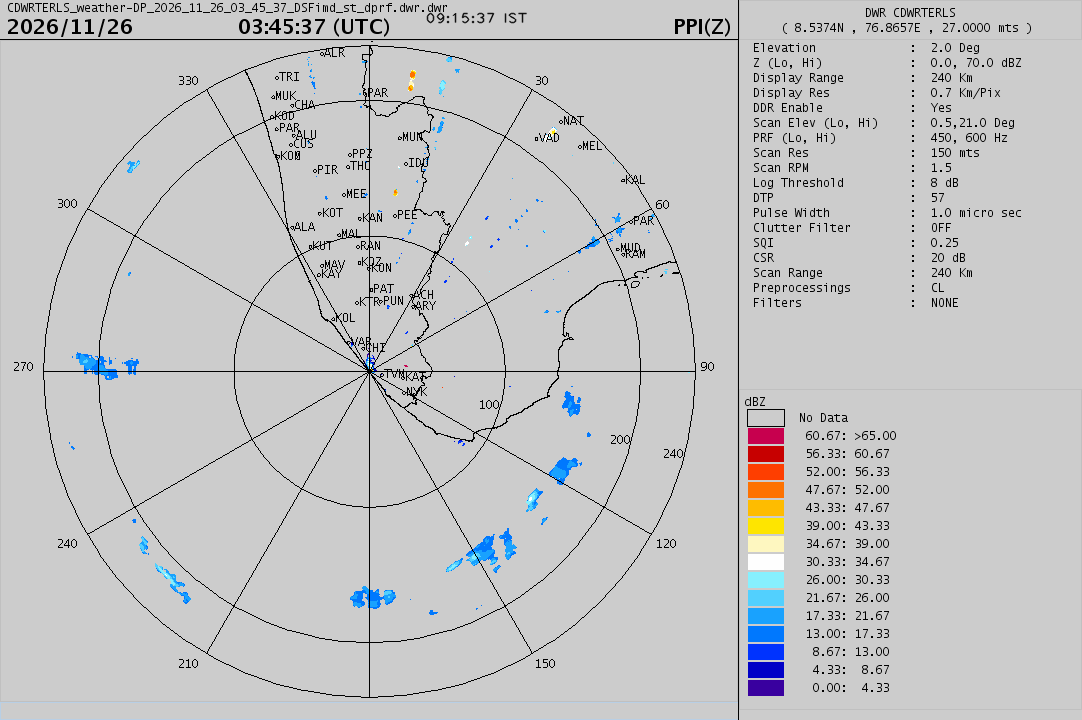 CDWRTERLS_weather-DP_2026_11_26_03_45_37_DSFimd_st_dprf.dwr.dwr
2026/11/26 03:45:37 (UTC) 09:15:37 IST PPI(Z)
DWR CDWRTERLS
( 8.5374N , 76.8657E , 27.0000 mts )
Elevation : 2.0 Deg
Z (Lo, Hi) : 0.0, 70.0 dBZ
Display Range : 240 Km
Display Res : 0.7 Km/Pix
DDR Enable : Yes
Scan Elev (Lo, Hi) : 0.5,21.0 Deg
PRF (Lo, Hi) : 450, 600 Hz
Scan Res : 150 mts
Scan RPM : 1.5
Log Threshold : 8 dB
DTP : 57
Pulse Width : 1.0 micro sec
Clutter Filter : OFF
SQI : 0.25
CSR : 20 dB
Scan Range : 240 Km
Preprocessings : CL
Filters : NONE
dBZ
No Data
60.67: >65.00
56.33: 60.67
52.00: 56.33
47.67: 52.00
43.33: 47.67
39.00: 43.33
34.67: 39.00
30.33: 34.67
26.00: 30.33
21.67: 26.00
17.33: 21.67
13.00: 17.33
8.67: 13.00
4.33: 8.67
0.00: 4.33
ALR
330 TRI 30
MUK PAR
CHA
KOD NAT
PAR
ALU MUN VAD
CUS MEL
PPZ
THO IDU
PIR KAL
MEE
300 60
KOT KAN PEE
PAR
ALA
MAL
KUT RAN MUD
RAM
MAV KOZ
KAY KON
PAT ACH
KTR PUN ARY
KOL
VAR
CHI
270 TVM KAT 90
NYK
100
200
240
240 120
210 150